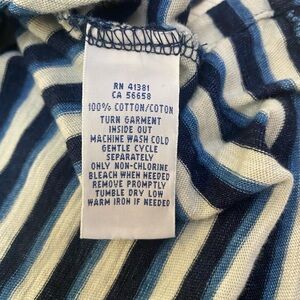 RN 41381
CA 56658
100% COTTON/COTON
TURN GARMENT
INSIDE OUT
MACHINE WASH COLD
GENTLE CYCLE
SEPARATELY
ONLY NON-CHLORINE
BLEACH WHEN NEEDED
REMOVE PROMPTLY
TUMBLE DRY LOW
WARM IRON IF NEEDED